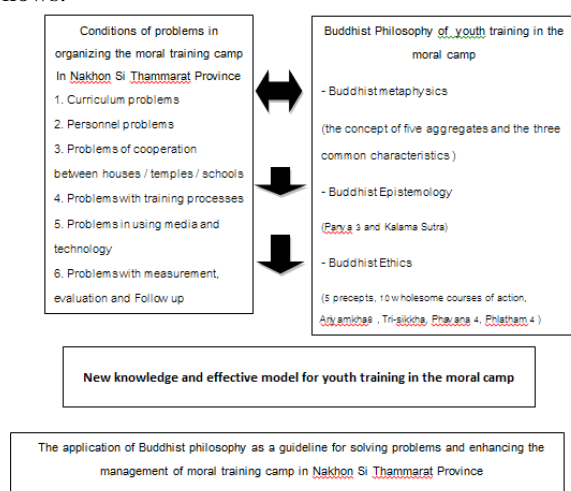 nows.
Conditions of problems in
organizing the moral training camp
In Nakhon Si Thammarat Province
1. Curriculum problems
2. Personnel problems
3. Problems of cooperation
between houses / temples / schools
4. Problems with training processes
5. Problems in using media and
technology
6. Problems with measurement,
evaluation and Follow up
Buddhist Philosophy of youth training in the
moral camp
- Buddhist metaphysics
(the concept of five aggregates and the three
common characteristics )
- Buddhist Epistemology
(Parya 3 and Kalama Sutra)
- Buddhist Ethics
(5 precepts, 10 wholesome courses of action,
Ariyamkha8 , Tri-sikkha, Phavana 4, Phlatham 4 )
New knowledge and effective model for youth training in the moral camp
The application of Buddhist philosophy as a guideline for solving problems and enhancing the
management of moral training camp in Nakhon Si Thammarat Province